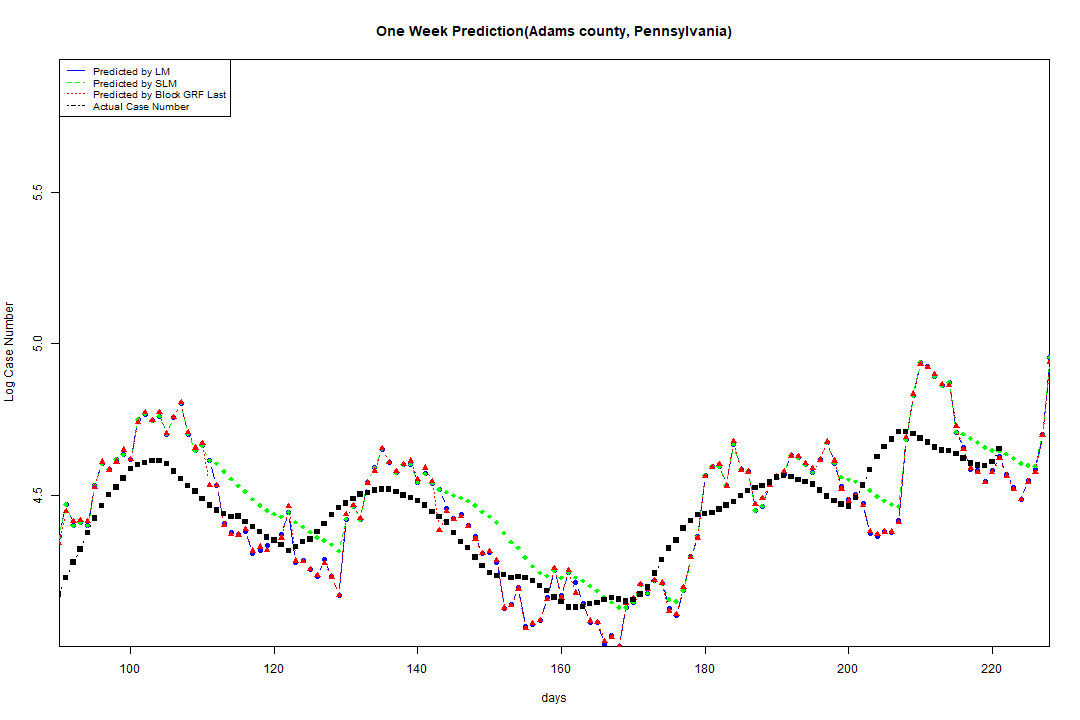 One Week Prediction(Adams county, Pennsylvania)
Predicted by LM
Predicted by SLM
Predicted by Block GRF Last
Actual Case Number
Log Case Number
5.5
5.0
4.5
100 120 140 160 180 200 220
days